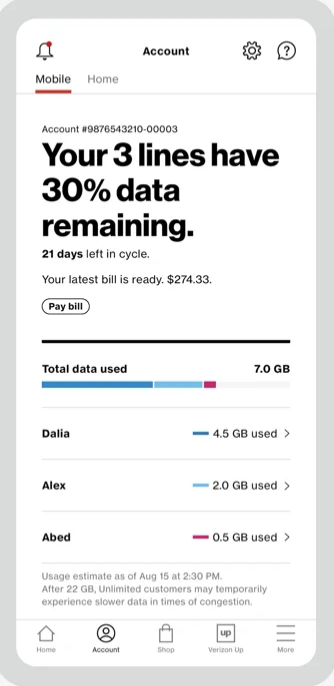 Account
Mobile Home
Account #9876543210-00003
Your 3 lines have
30% data
remaining.
21 days left in cycle.
Your latest bill is ready. $274.33.
Pay bill
Total data used 7.0 GB
Dalia 4.5 GB used >
Alex 2.0 GB used >
Abed 0.5 GB used >
Usage estimate as of Aug 15 at 2:30 PM.
After 22 GB, Unlimited customers may temporarily
experience slower data in times of congestion.
up
Home Account Shop Verizon Up More